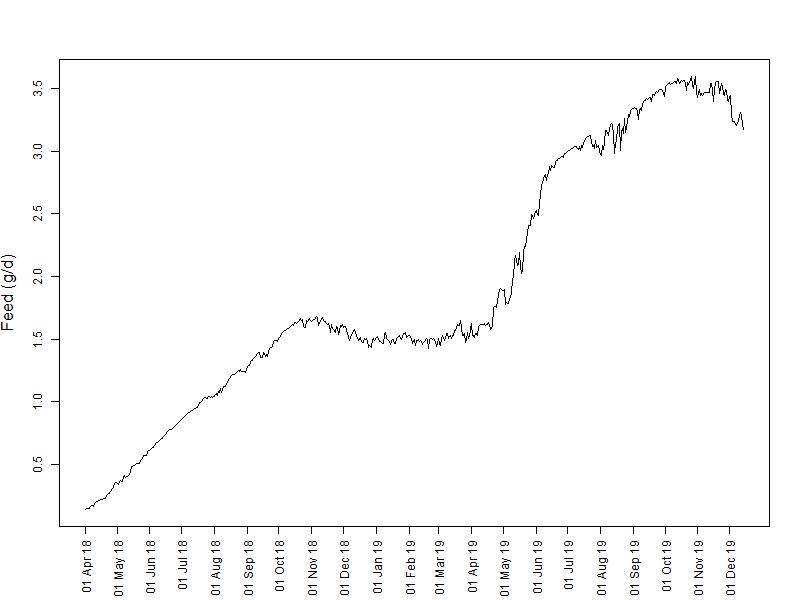 Feed (g/d)
3.5
3.0
2.5
2.0
1.5
1.0
0.5
01 Apr 18
01 May 18
01 Jun 18
01 Jul 18
01 Aug 18
01 Sep 18
01 Oct 18
01 Nov 18
01 Dec 18
01 Jan 19
01 Feb 19
01 Mar 19
01 Apr 19
01 May 19
01 Jun 19
01 Jul 19
01 Aug 19
01 Sep 19
01 Oct 19
01 Nov 19
01 Dec 19